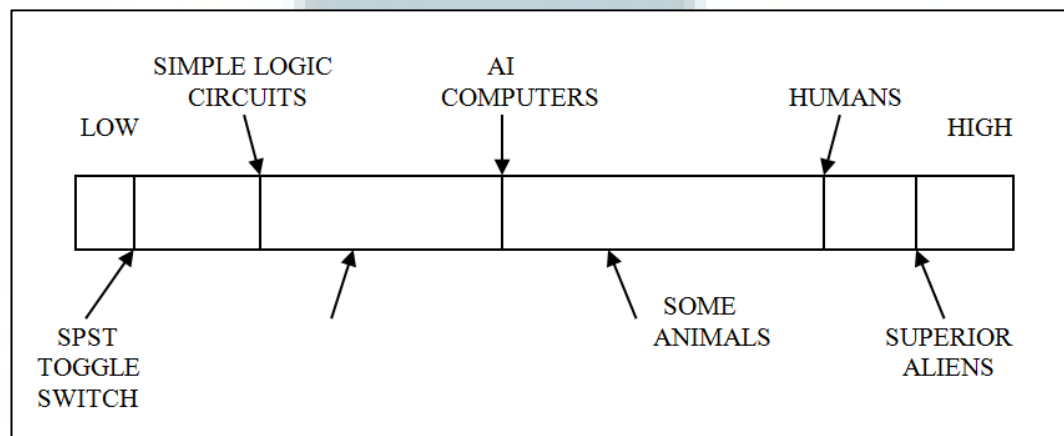 SIMPLE LOGIC
CIRCUITS
AI
COMPUTERS
HUMANS
LOW
HIGH
SPST
TOGGLE
SWITCH
SOME
ANIMALS
SUPERIOR
ALIENS